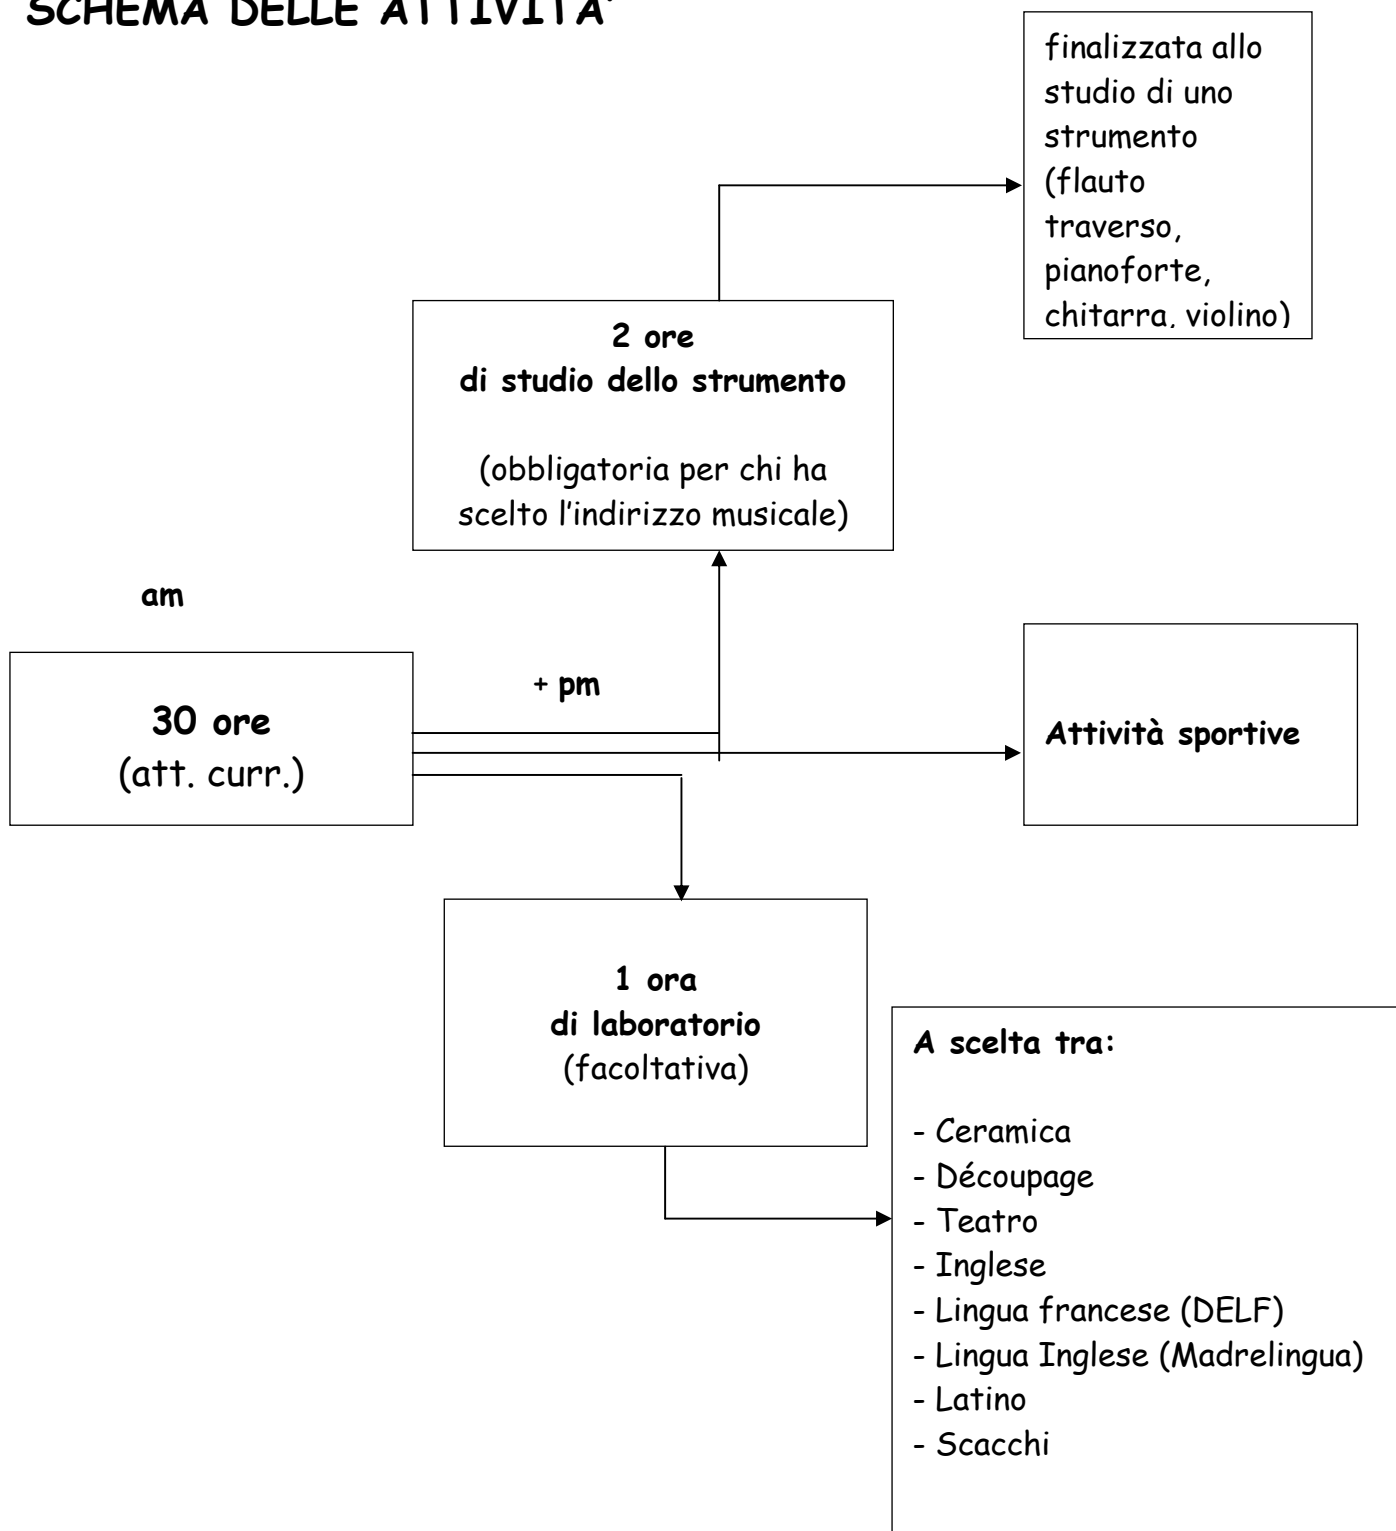 SCHEMA DELLE ATTIVITA'
finalizzata allo
studio di uno
strumento
(flauto
traverso,
pianoforte,
chitarra, violino)
2 ore
di studio dello strumento
(obbligatoria per chi ha
scelto l'indirizzo musicale)
am
30 ore
(att. curr.)
+ pm
Attività sportive
1 ora
di laboratorio
(facoltativa)
A scelta tra:
- Ceramica
- Découpage
- Teatro
- Inglese
- Lingua francese (DELF)
- Lingua Inglese (Madrelingua)
- Latino
- Scacchi